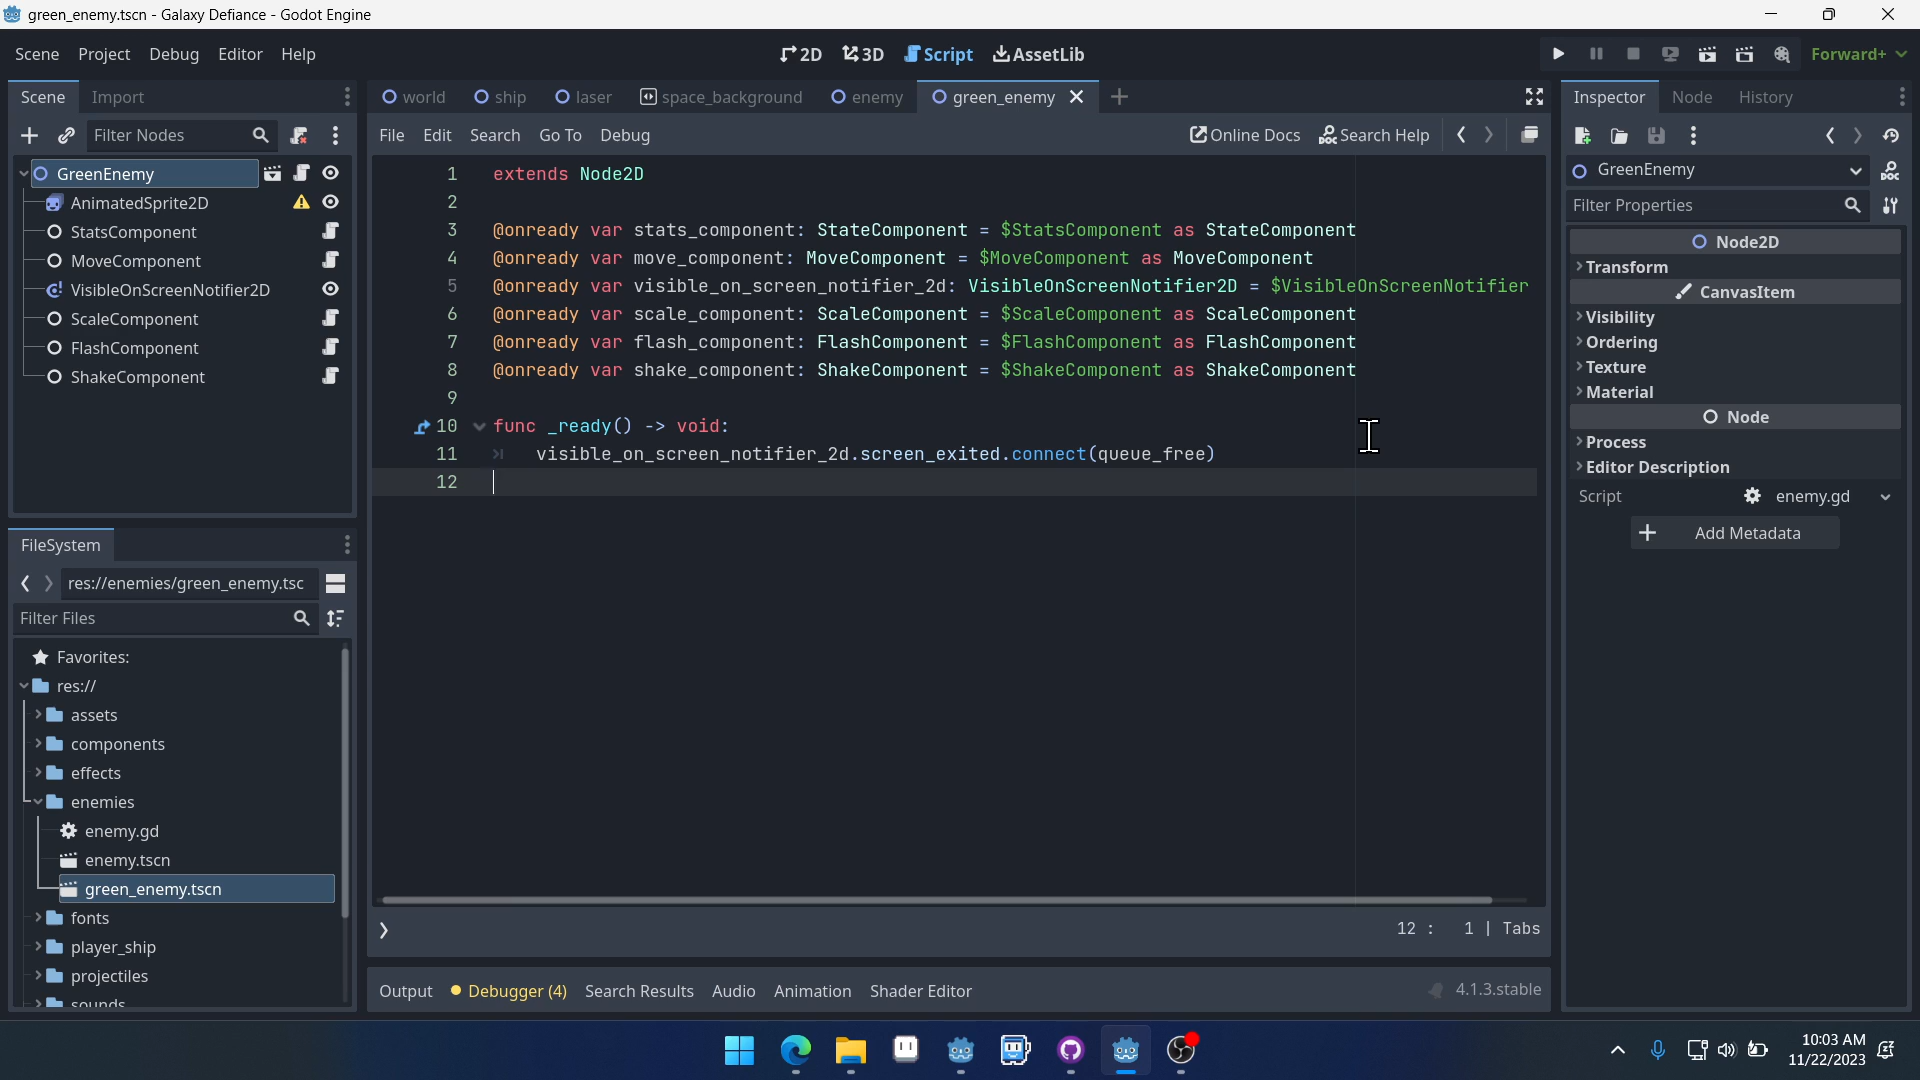 green_enemy.tscn - Galaxy Defiance - Godot Engine
Scene Project Debug Editor Help
2D 3D Script AssetLib
Forward+
Scene Import
world ship laser space_background enemy green_enemy
Inspector Node History
Filter Nodes
File Edit Search Go To Debug
Online Docs Search Help
GreenEnemy
AnimatedSprite2D
StatsComponent
MoveComponent
VisibleOnScreenNotifier2D
ScaleComponent
FlashComponent
ShakeComponent
1 extends Node2D
2
3 @onready var stats_component: StateComponent = $StatsComponent as StateComponent
4 @onready var move_component: MoveComponent = $MoveComponent as MoveComponent
5 @onready var visible_on_screen_notifier_2d: VisibleOnScreenNotifier2D = $VisibleOnScreenNotifier
6 @onready var scale_component: ScaleComponent = $ScaleComponent as ScaleComponent
7 @onready var flash_component: FlashComponent = $FlashComponent as FlashComponent
8 @onready var shake_component: ShakeComponent = $ShakeComponent as ShakeComponent
9
10 func _ready() -> void:
11 visible_on_screen_notifier_2d.screen_exited.connect(queue_free)
12
12 : 1 | Tabs
GreenEnemy
Filter Properties
Node2D
Transform
CanvasItem
Visibility
Ordering
Texture
Material
Node
Process
Editor Description
Script enemy.gd
Add Metadata
FileSystem
res://enemies/green_enemy.tsc
Filter Files
Favorites:
res://
assets
components
effects
enemies
enemy.gd
enemy.tscn
green_enemy.tscn
fonts
player_ship
projectiles
sounds
Output Debugger (4) Search Results Audio Animation Shader Editor
4.1.3.stable
10:03 AM
11/22/2023